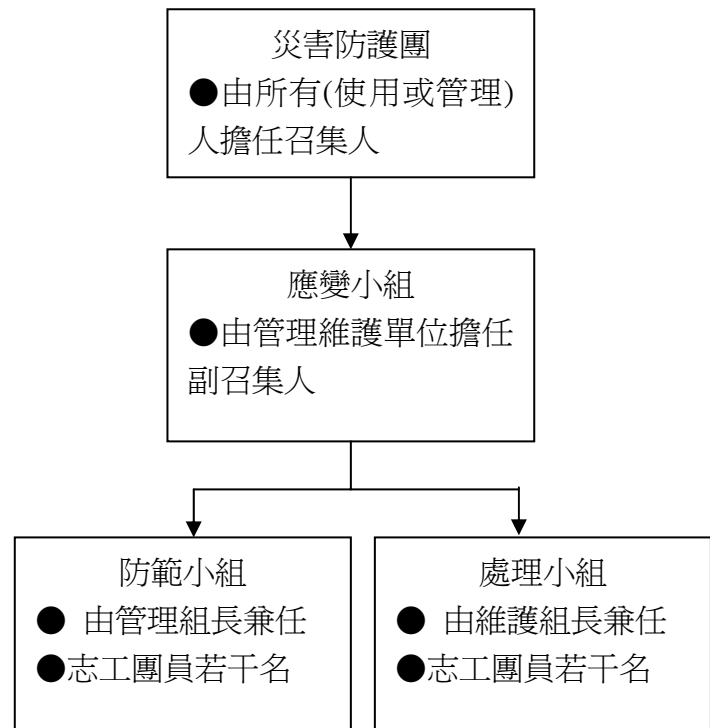 災害防護團
●由所有(使用或管理)
人擔任召集人
應變小組
●由管理維護單位擔任
副召集人
防範小組
● 由管理組長兼任
●志工團員若干名
處理小組
● 由維護組長兼任
●志工團員若干名